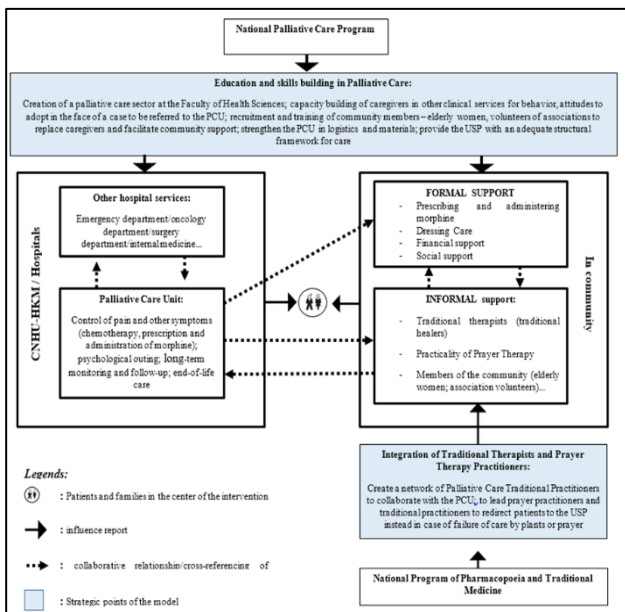 National Palliative Care Program
Education and skills building in Palliative Care:
Creation of a palliative care sector at the Faculty of Health Sciences; capacity building of caregivers in other clinical services for behavior, attitudes to
adopt in the face of a case to be referred to the PCU; recruitment and training of community members – elderly women, volunteers of associations to
replace caregivers and facilitate community support; strengthen the PCU in logistics and materials; provide the USP with an adequate structural
framework for care
CNHU-HKM / Hospitals
Other hospital services:
Emergency department/oncology
department/surgery
department/internal medicine...
Palliative Care Unit:
Control of pain and other symptoms
(chemotherapy, prescription and
administration of morphine);
psychological outing; long-term
monitoring and follow-up; end-of-life
care
FORMAL SUPPORT
- Prescribing and administering
morphine
- Dressing Care
- Financial support
- Social support
INFORMAL support:
- Traditional therapists (traditional
healers)
- Practicality of Prayer Therapy
- Members of the community (elderly
women; association volunteers)...
In community
Integration of Traditional Therapists and Prayer
Therapy Practitioners:
Create a network of Palliative Care Traditional Practitioners
to collaborate with the PCU, to lead prayer practitioners and
traditional practitioners to redirect patients to the USP
instead in case of failure of care by plants or prayer
National Program of Pharmacopoeia and Traditional
Medicine
Legends:
: Patients and families in the center of the intervention
: influence report
: collaborative relationship/cross-referencing of
: Strategic points of the model